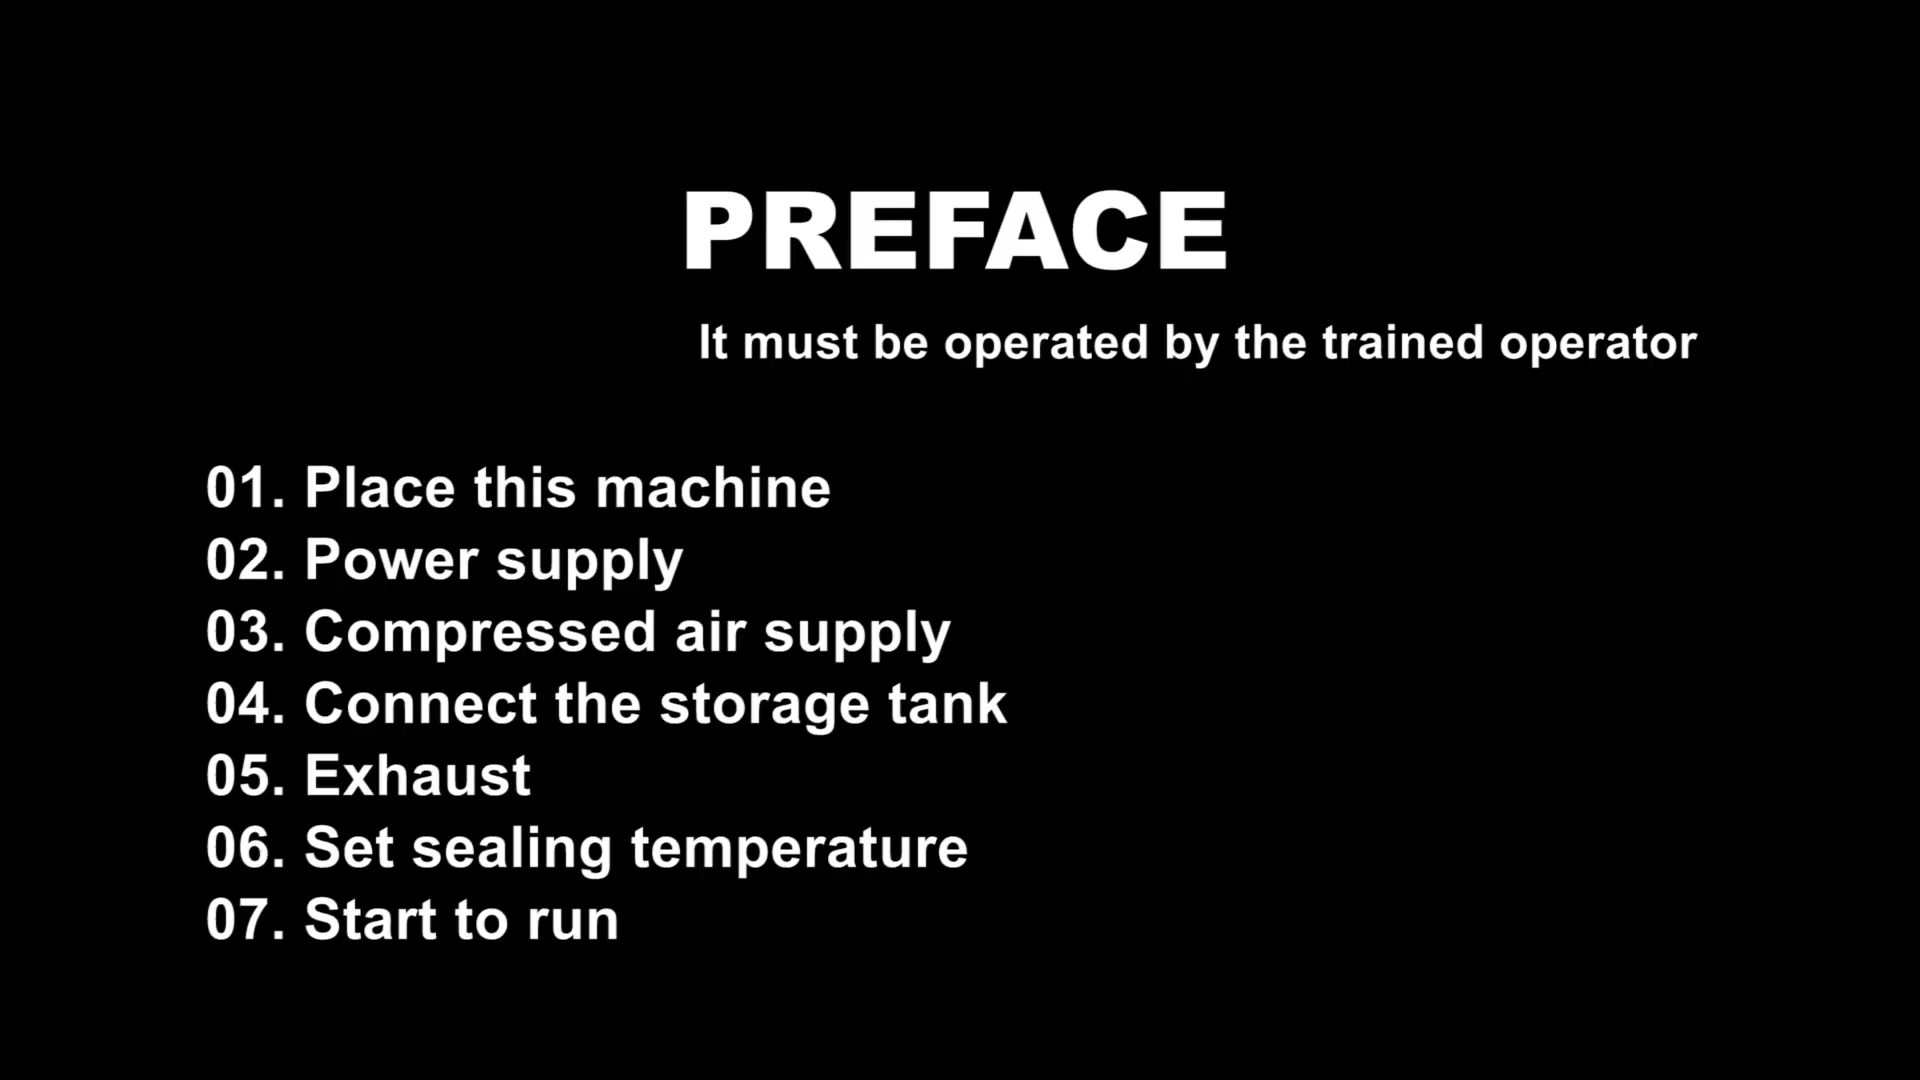 PREFACE
It must be operated by the trained operator
01. Place this machine
02. Power supply
03. Compressed air supply
04. Connect the storage tank
05. Exhaust
06. Set sealing temperature
07. Start to run